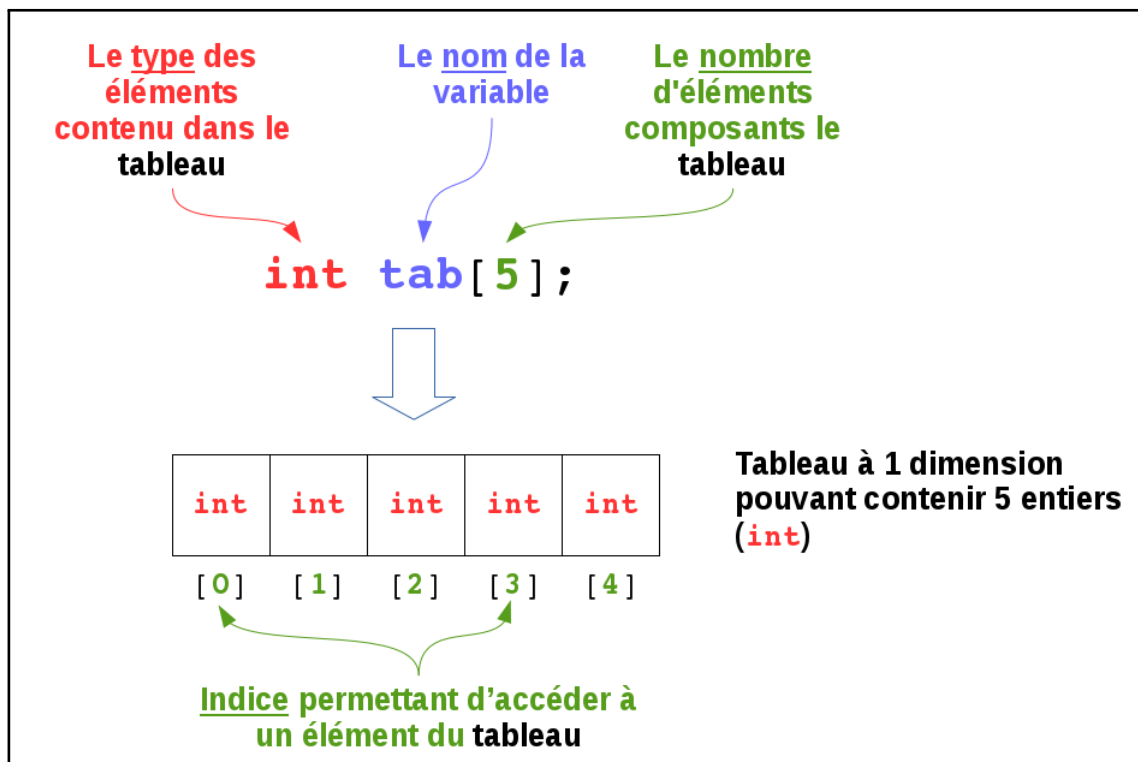 Le type des
éléments
contenu dans le
tableau
Le nom de la
variable
Le nombre
d'éléments
composants le
tableau
int tab[5];
int int int int int
[0] [1] [2] [3] [4]
Tableau à 1 dimension
pouvant contenir 5 entiers
(int)
Indice permettant d’accéder à
un élément du tableau